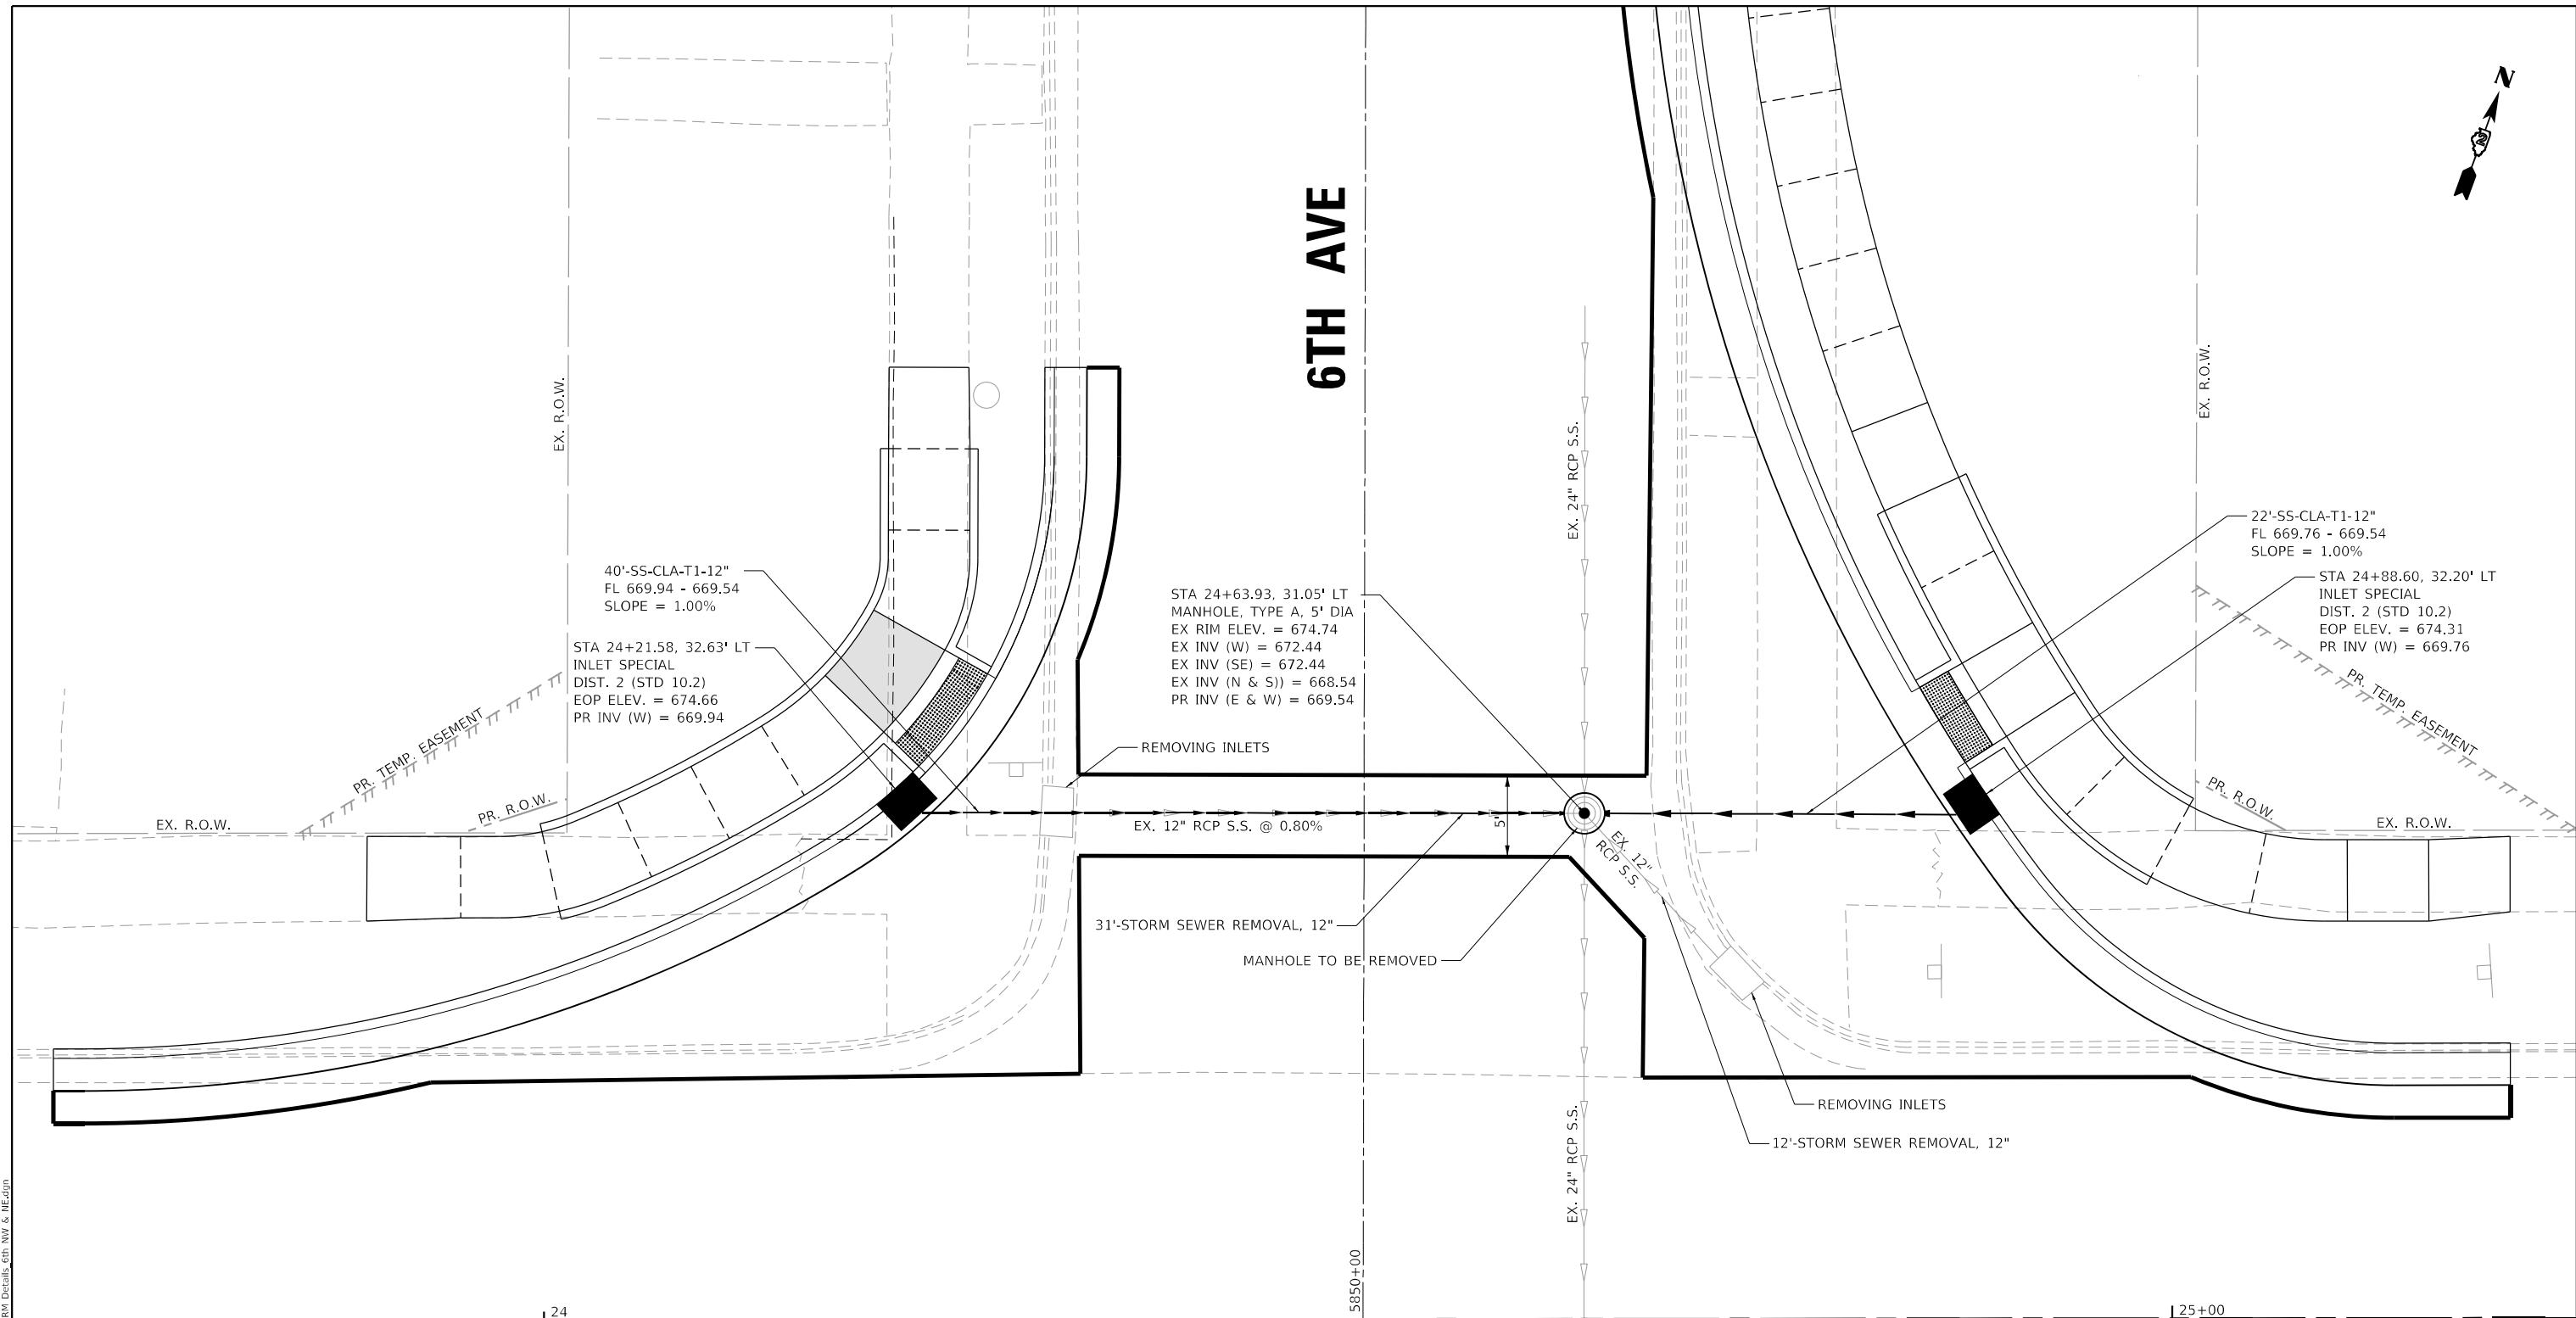 N
6TH AVE
EX. R.O.W.
EX. R.O.W.
EX. 24" RCP S.S.
40'-SS-CLA-T1-12"
FL 669.94 - 669.54
SLOPE = 1.00%
STA 24+21.58, 32.63' LT
INLET SPECIAL
DIST. 2 (STD 10.2)
EOP ELEV. = 674.66
PR INV (W) = 669.94
STA 24+63.93, 31.05' LT
MANHOLE, TYPE A, 5' DIA
EX RIM ELEV. = 674.74
EX INV (W) = 672.44
EX INV (SE) = 672.44
EX INV (N & S)) = 668.54
PR INV (E & W) = 669.54
22'-SS-CLA-T1-12"
FL 669.76 - 669.54
SLOPE = 1.00%
STA 24+88.60, 32.20' LT
INLET SPECIAL
DIST. 2 (STD 10.2)
EOP ELEV. = 674.31
PR INV (W) = 669.76
PR. TEMP. EASEMENT
PR. TEMP. EASEMENT
REMOVING INLETS
PR. R.O.W.
PR. R.O.W.
EX. R.O.W.
EX. R.O.W.
EX. 12" RCP S.S. @ 0.80%
5'
EX. 12"
RCP S.S.
31'-STORM SEWER REMOVAL, 12"
MANHOLE TO BE REMOVED
REMOVING INLETS
12'-STORM SEWER REMOVAL, 12"
EX. 24" RCP S.S.
5850+00
24
25+00
RM Details_6th NW & NE.dgn